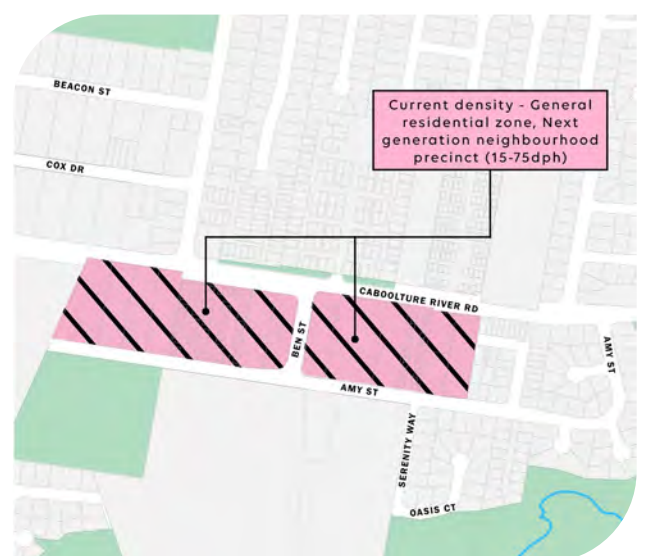 BEACON ST
Current density - General
residential zone, Next
generation neighbourhood
precinct (15-75dph)
COX DR
CABOOLTURE RIVER RD
BEN ST
AMY ST
AMY ST
SERENITY WAY
OASIS CT